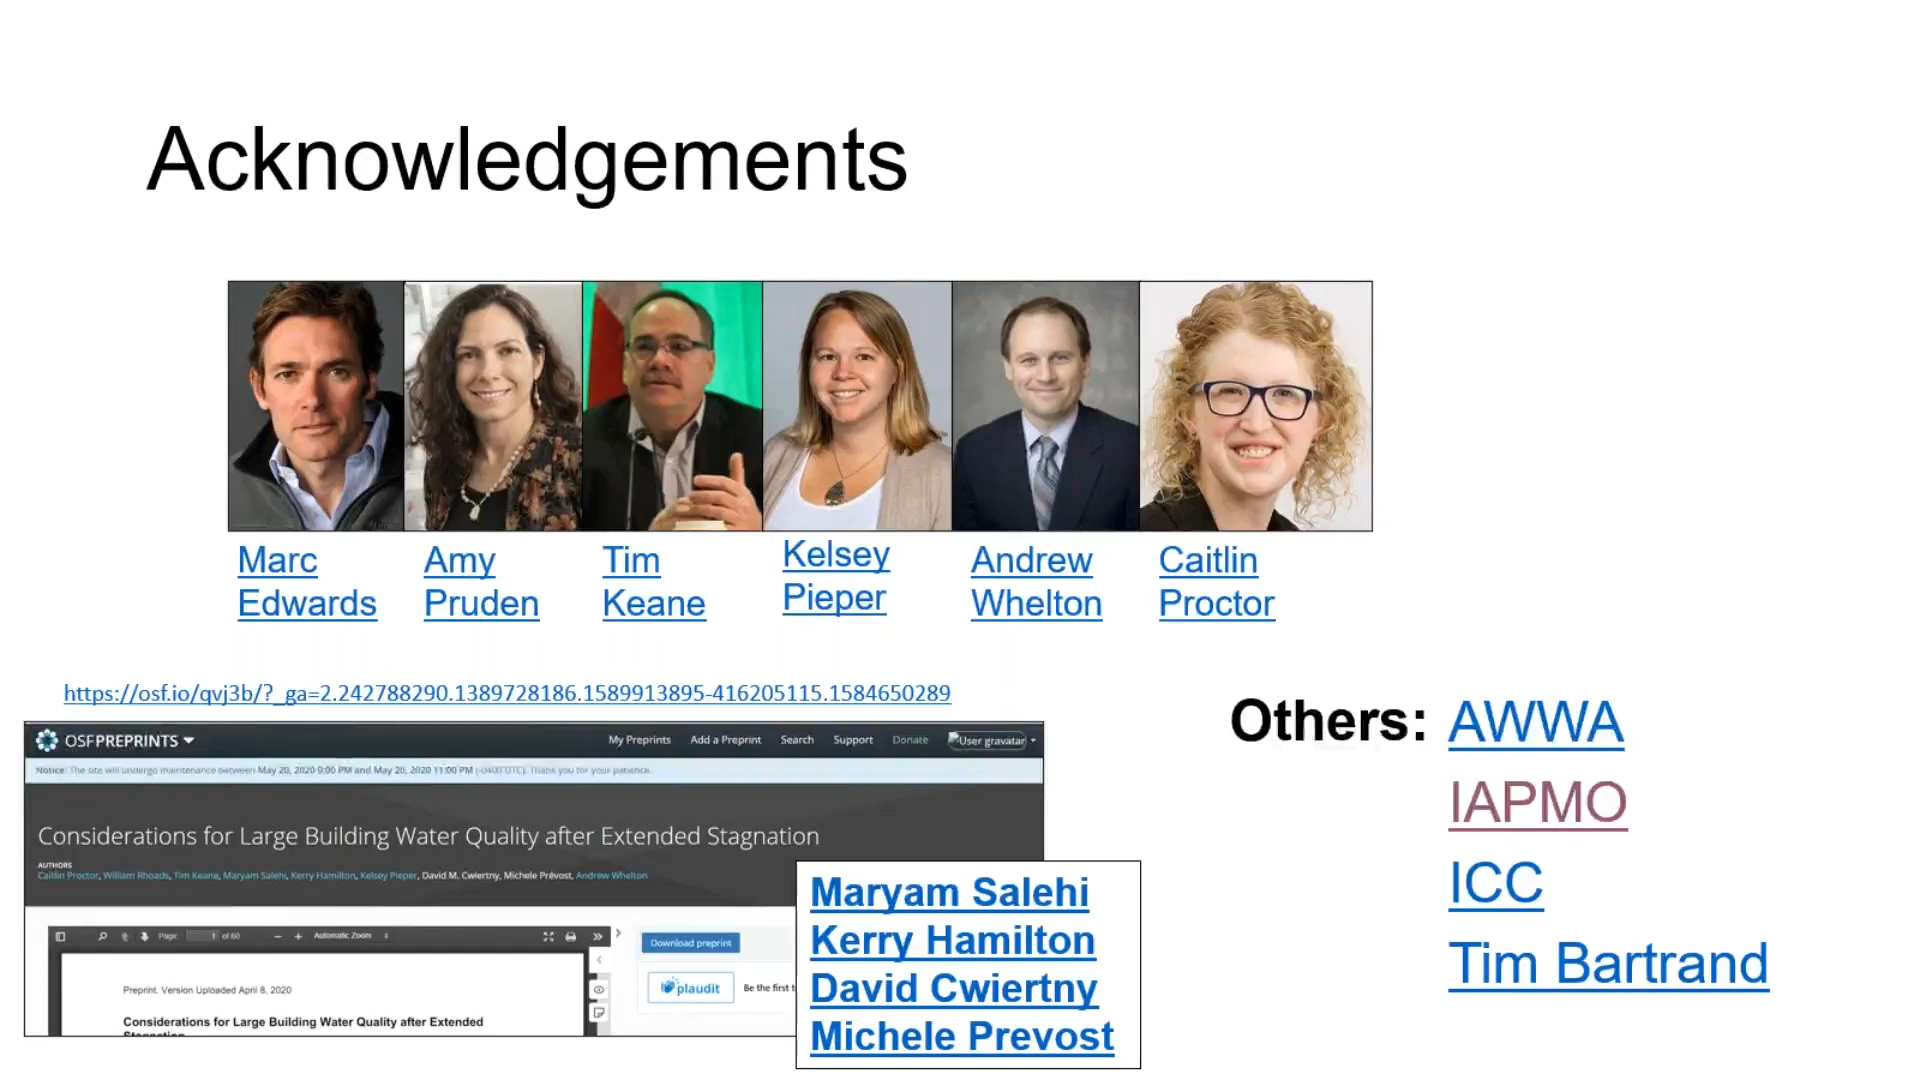 Acknowledgements
Marc Edwards
Amy Pruden
Tim Keane
Kelsey Pieper
Andrew Whelton
Caitlin Proctor
https://osf.io/qvj3b/?_ga=2.242788290.1389728186.1589913895-416205115.1584650289
OSFPREPRINTS
My Preprints Add a Preprint Search Support Donate User gravatar
Notice: The site will undergo maintenance between May 20, 2020 9:00 PM and May 20, 2020 11:00 PM (-0400 UTC). Thank you for your patience.
Considerations for Large Building Water Quality after Extended Stagnation
AUTHORS
Caitlin Proctor, William Rhoads, Tim Keane, Maryam Salehi, Kerry Hamilton, Kelsey Pieper, David M. Cwiertny, Michele Prévost, Andrew Whelton
Page: 1 of 60 Automatic Zoom
Download preprint
plaudit Be the first t
Preprint. Version Uploaded April 8, 2020
Considerations for Large Building Water Quality after Extended
Stagnation
Maryam Salehi
Kerry Hamilton
David Cwiertny
Michele Prevost
Others: AWWA
IAPMO
ICC
Tim Bartrand